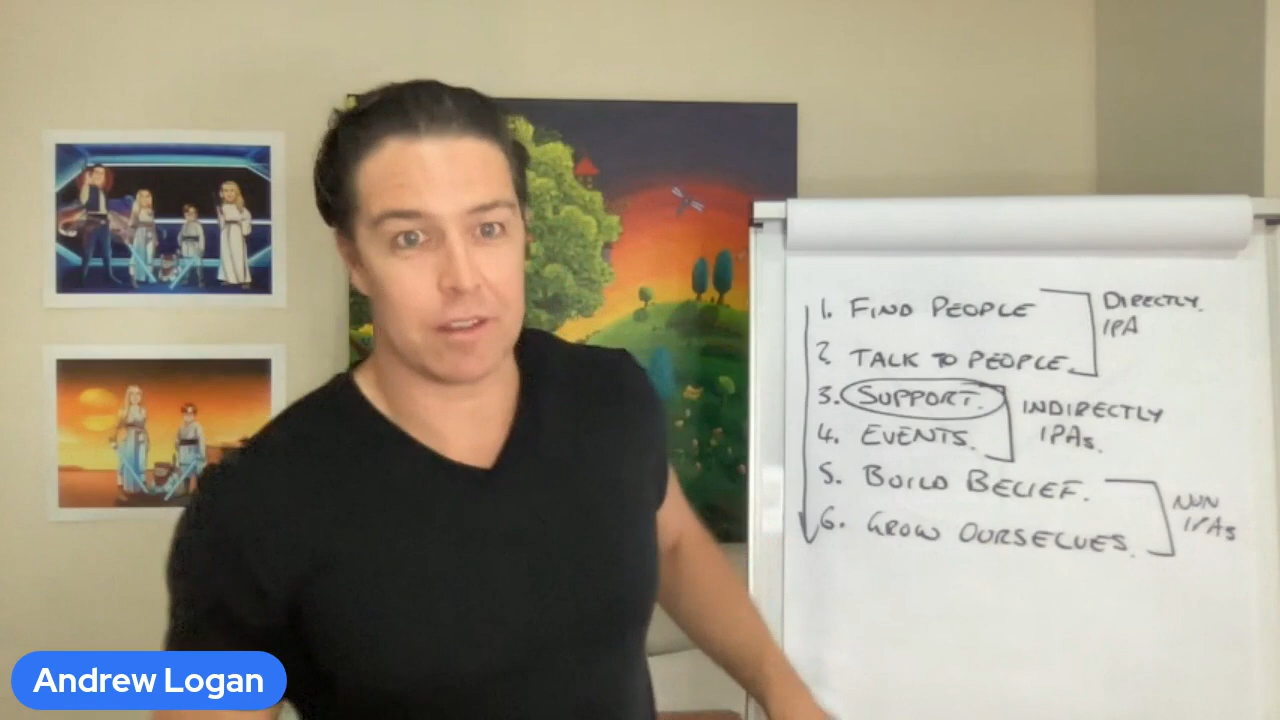 1. FIND PEOPLE
2. TALK TO PEOPLE.
DIRECTLY.
IPA
3. SUPPORT.
4. EVENTS.
INDIRECTLY
IPAs.
5. BUILD BELIEF.
6. GROW OURSELVES.
NON
IPAs
Andrew Logan